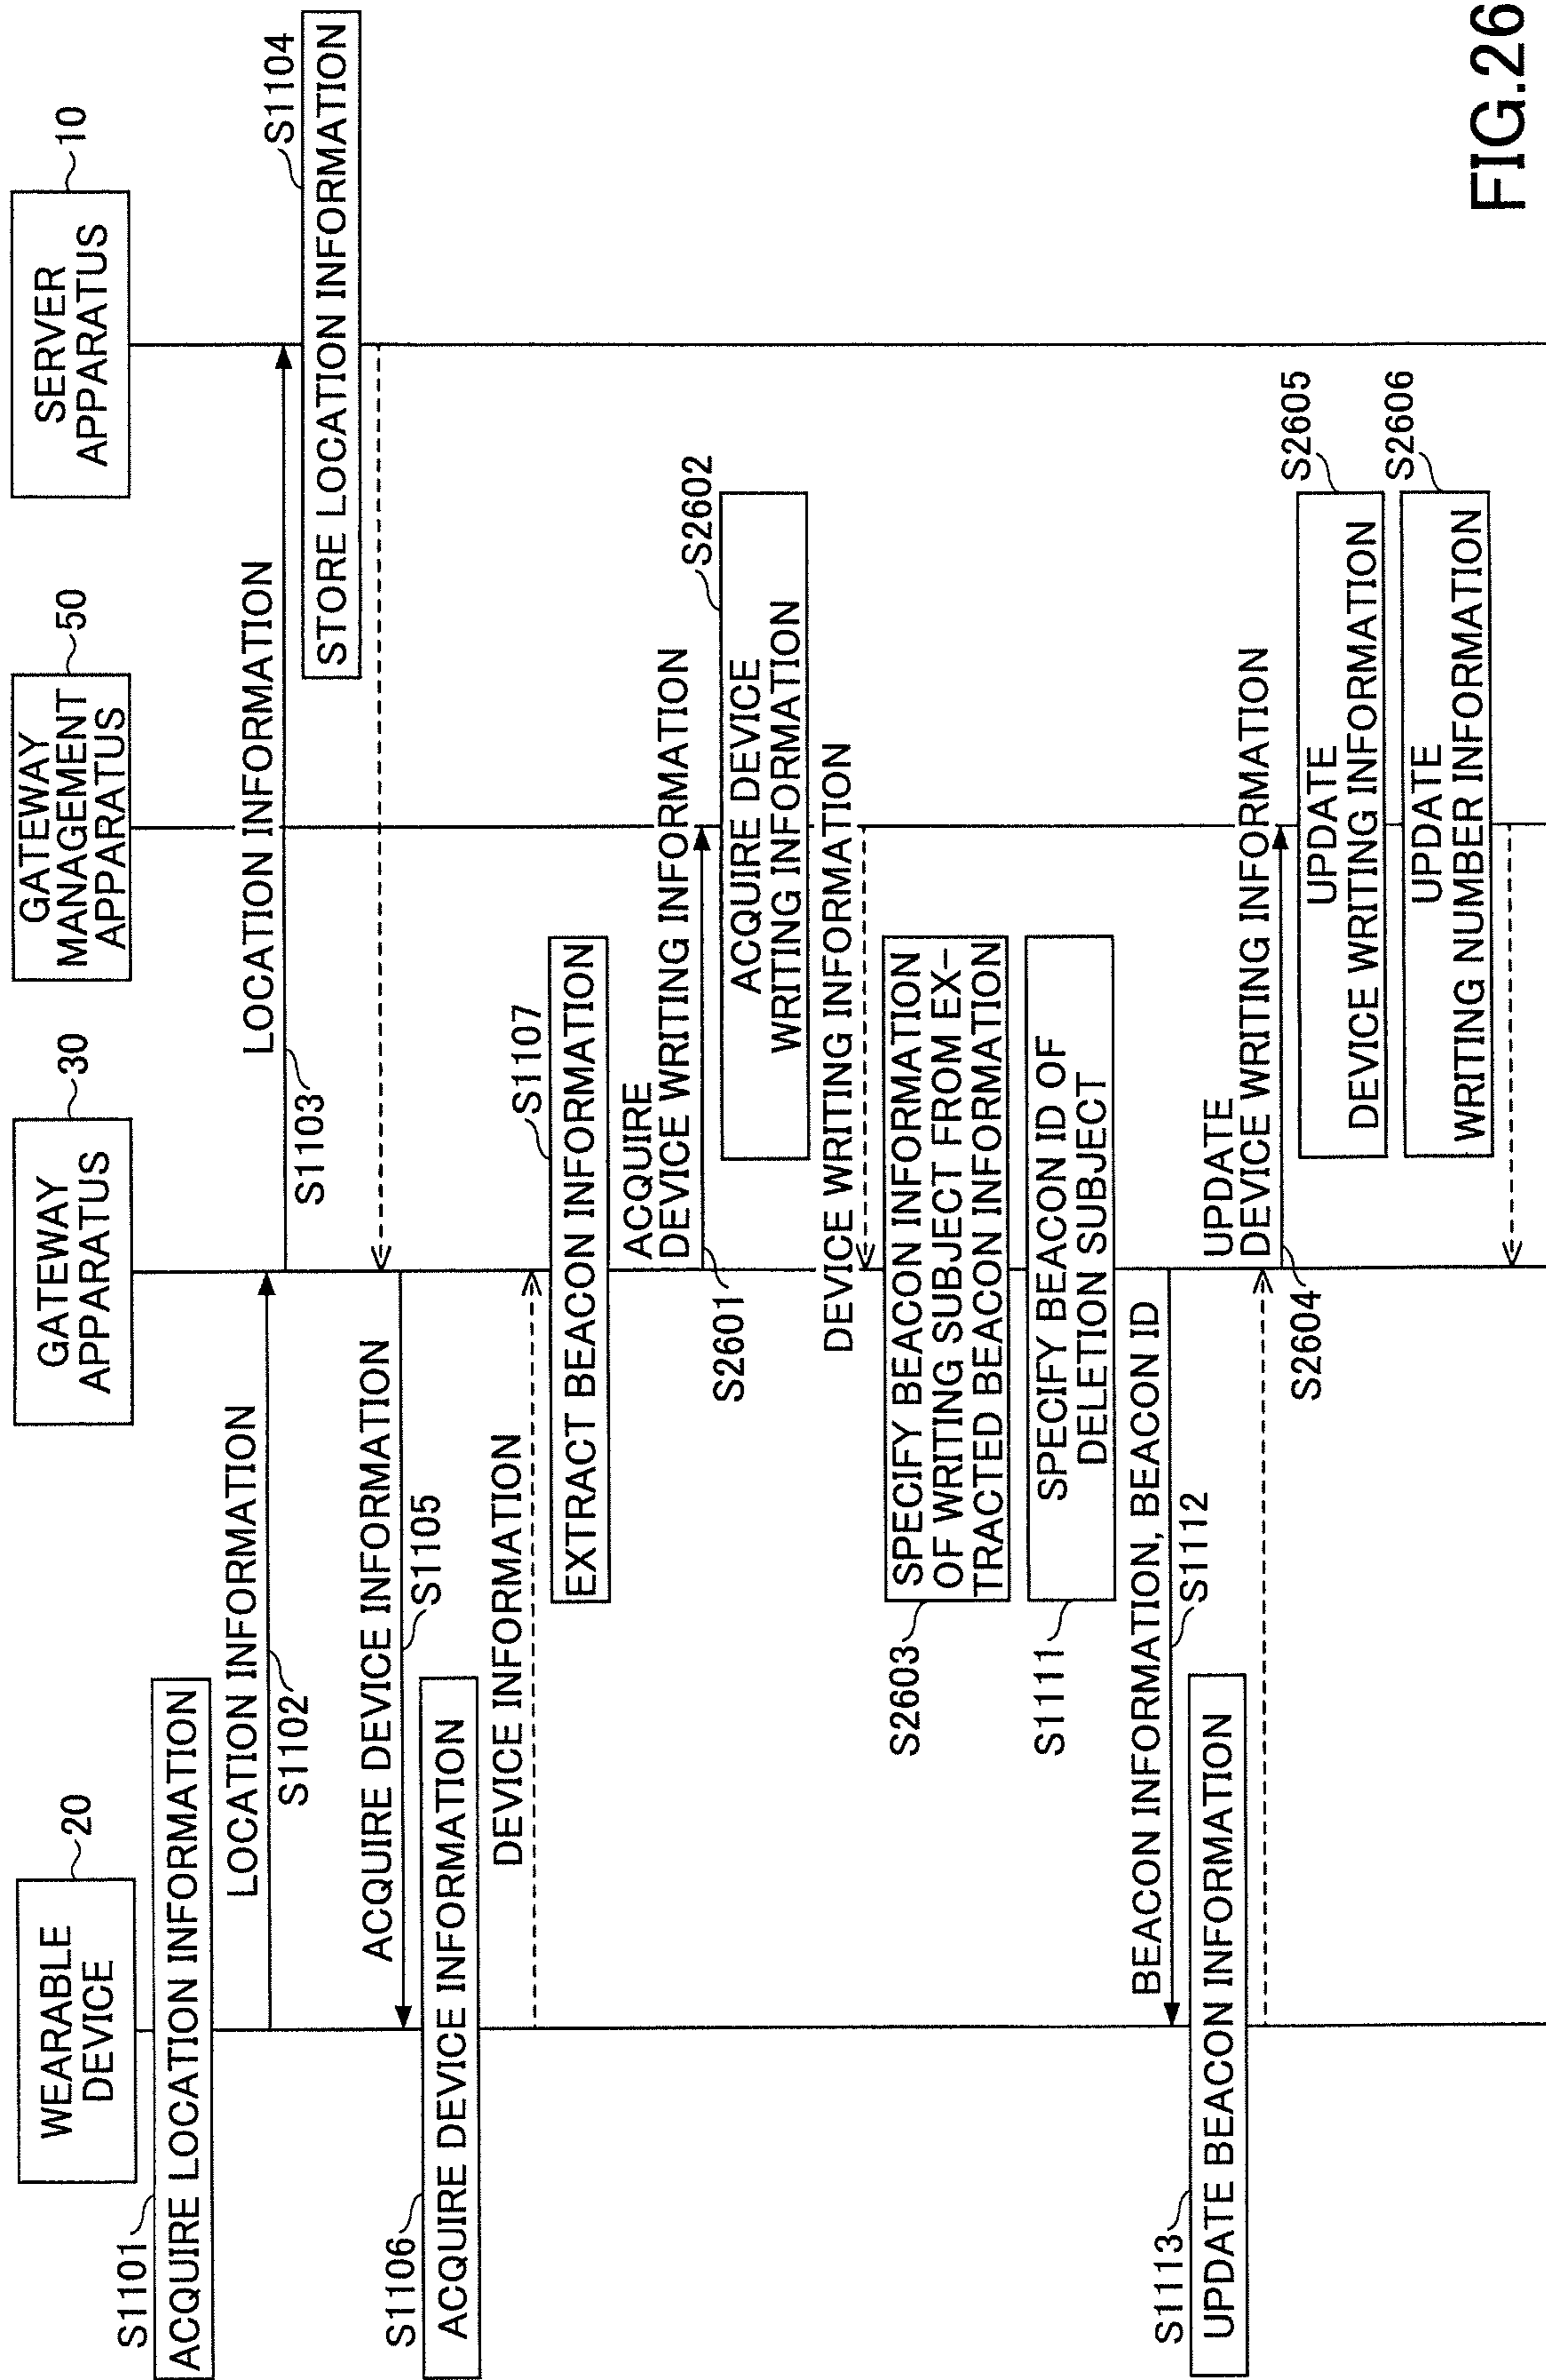 WEARABLE
DEVICE
20
GATEWAY
APPARATUS
30
GATEWAY
MANAGEMENT
APPARATUS
50
SERVER
APPARATUS
10
S1101
ACQUIRE LOCATION INFORMATION
LOCATION INFORMATION
S1102
LOCATION INFORMATION
S1103
S1104
STORE LOCATION INFORMATION
ACQUIRE DEVICE INFORMATION
S1105
S1106
ACQUIRE DEVICE INFORMATION
DEVICE INFORMATION
S1107
EXTRACT BEACON INFORMATION
ACQUIRE
DEVICE WRITING INFORMATION
S2601
S2602
ACQUIRE DEVICE
WRITING INFORMATION
DEVICE WRITING INFORMATION
S2603
SPECIFY BEACON INFORMATION
OF WRITING SUBJECT FROM EX-
TRACTED BEACON INFORMATION
S1111
SPECIFY BEACON ID OF
DELETION SUBJECT
BEACON INFORMATION, BEACON ID
S1112
S1113
UPDATE BEACON INFORMATION
UPDATE
DEVICE WRITING INFORMATION
S2604
S2605
UPDATE
DEVICE WRITING INFORMATION
S2606
UPDATE
WRITING NUMBER INFORMATION
FIG.26